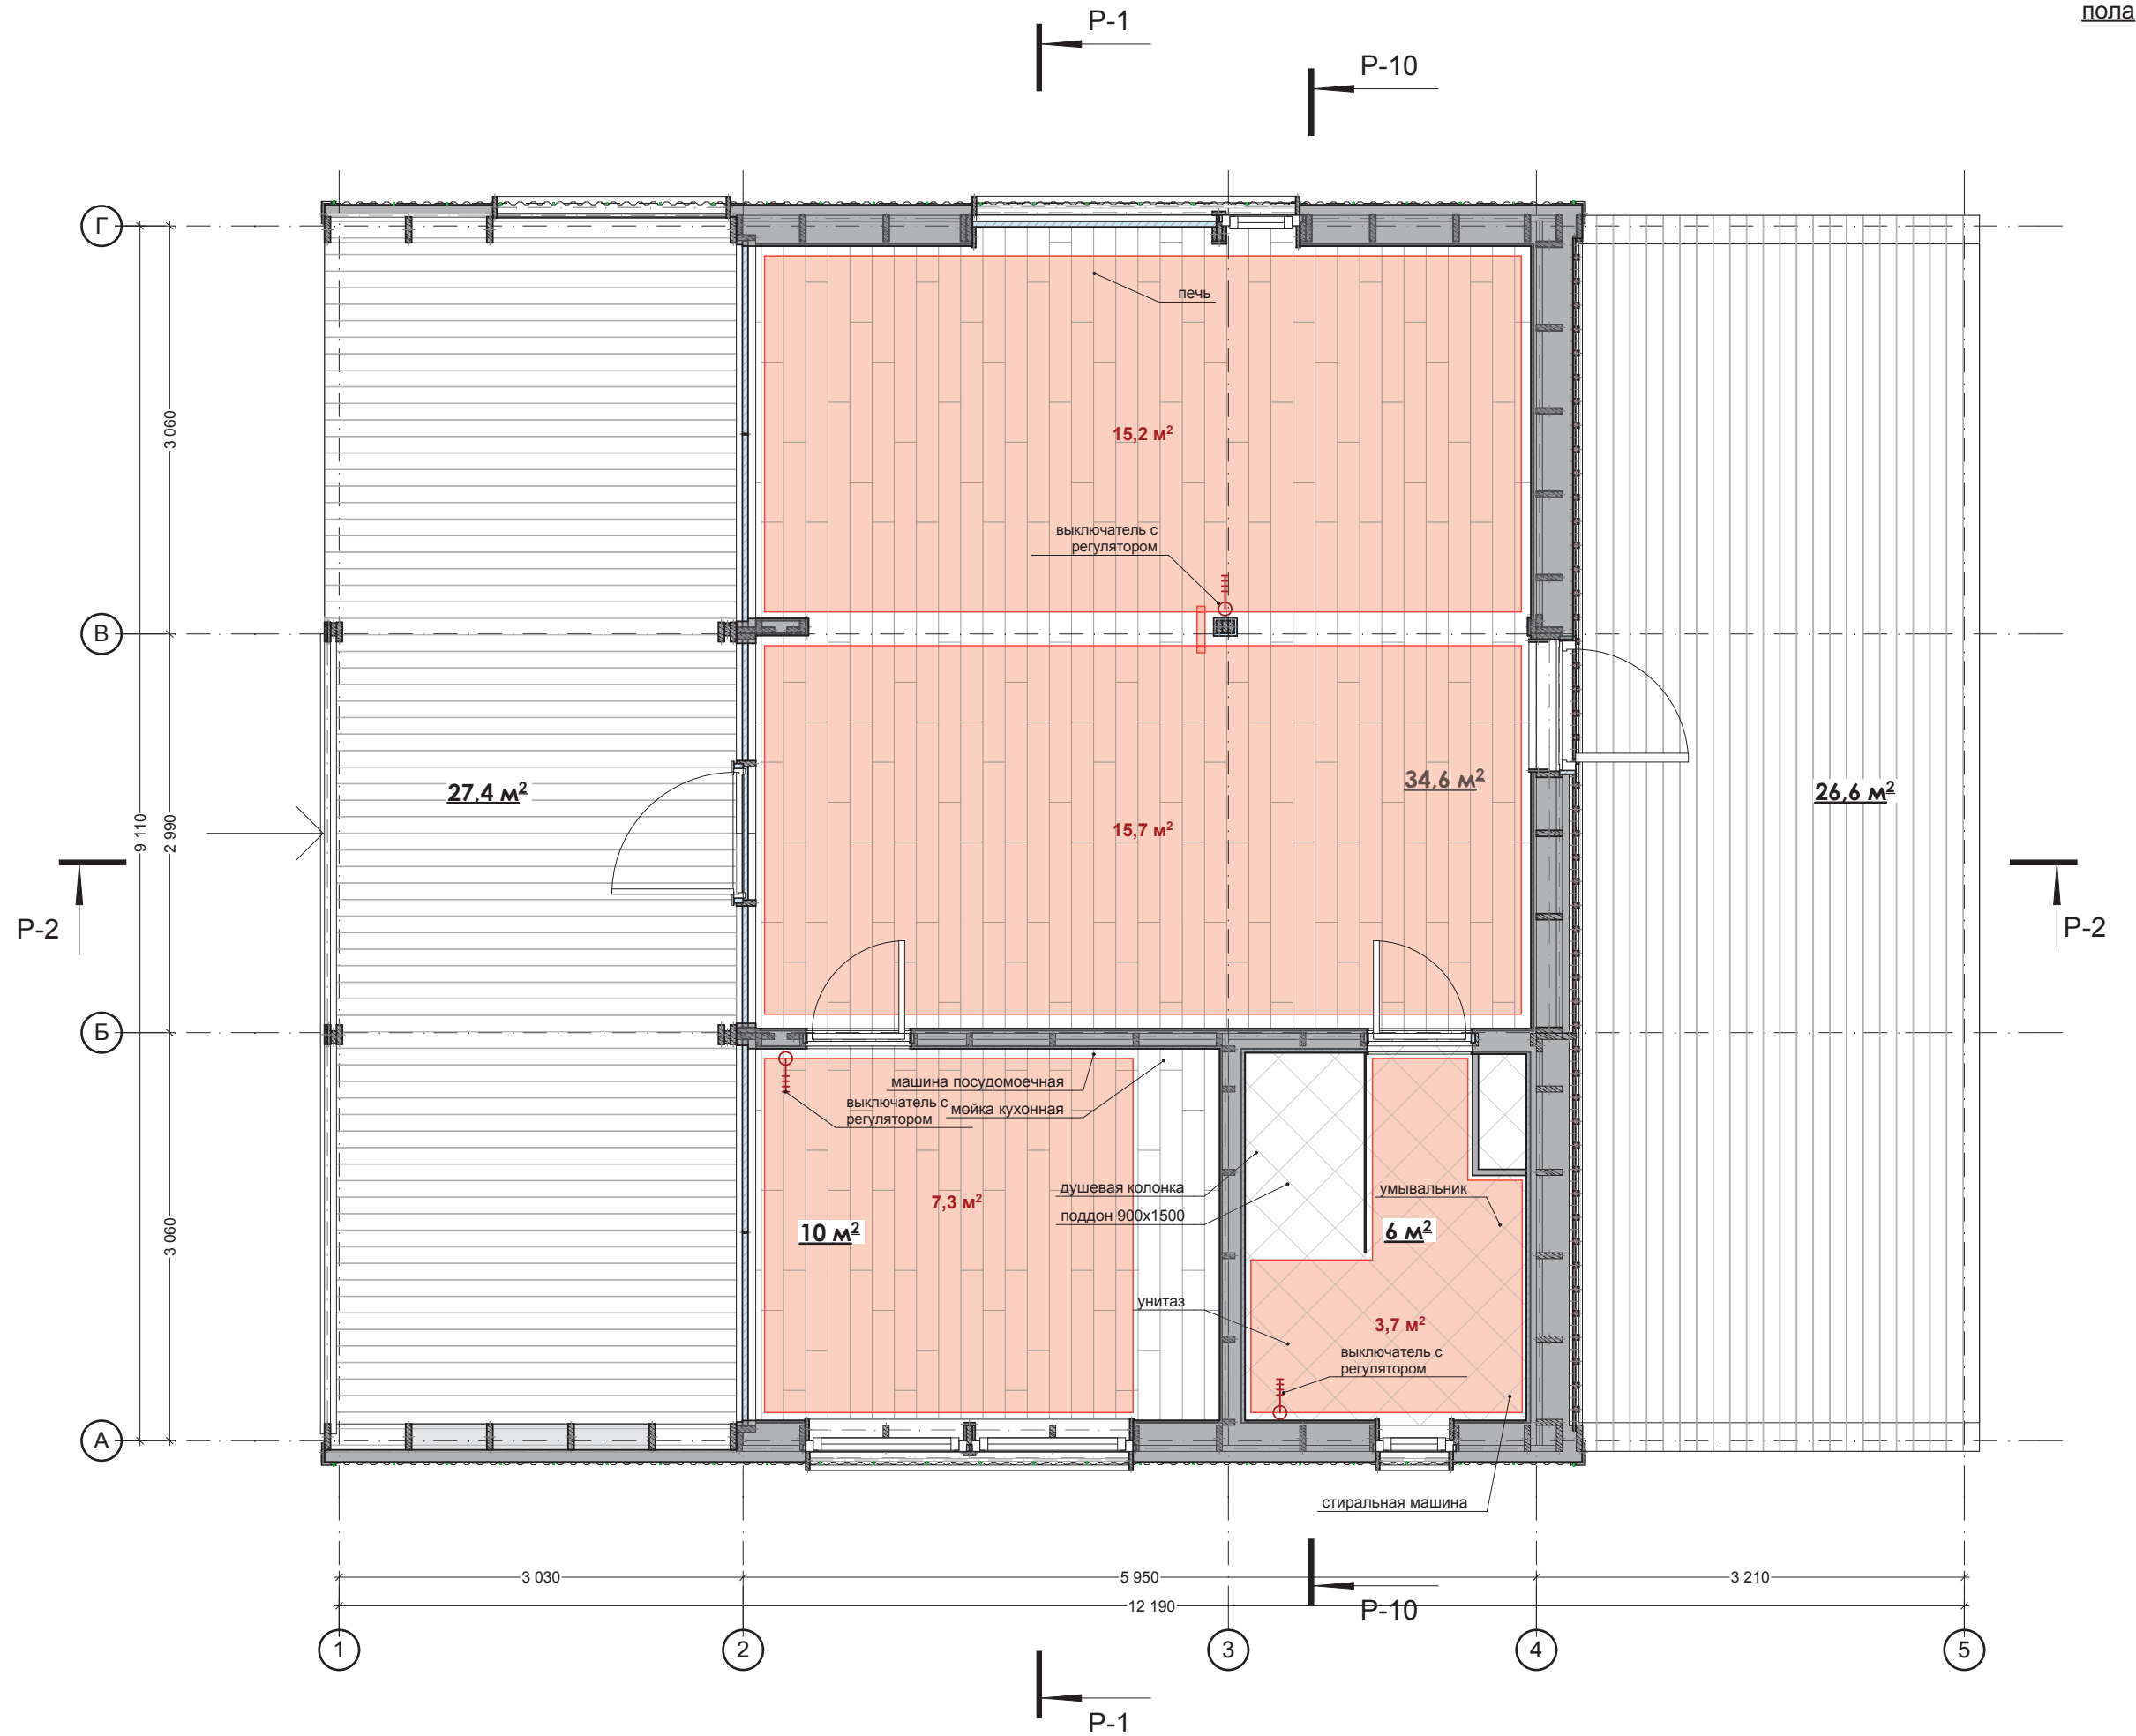 пола
Р-1
Р-10
Г
печь
3 060
15,2 м²
выключатель с
регулятором
В
27,4 м²
34,6 м²
26,6 м²
9 110
2 990
15,7 м²
Р-2
Р-2
Б
машина посудомоечная
выключатель с
регулятором
мойка кухонная
душевая колонка
поддон 900х1500
умывальник
7,3 м²
10 м²
6 м²
3 060
унитаз
3,7 м²
выключатель с
регулятором
А
стиральная машина
3 030
5 950
3 210
12 190
Р-10
1
2
3
4
5
Р-1